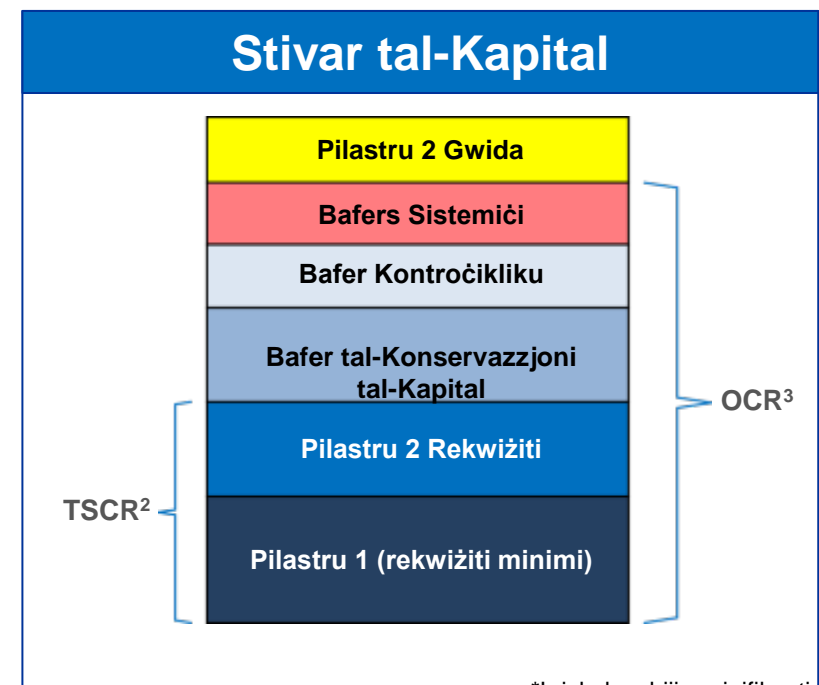 Stivar tal-Kapital
Pilastru 2 Gwida
Bafers Sistemiċi
Bafer Kontroċikliku
Bafer tal-Konservazzjoni
tal-Kapital
OCR³
Pilastru 2 Rekwiżiti
TSCR²
Pilastru 1 (rekwiżiti minimi)